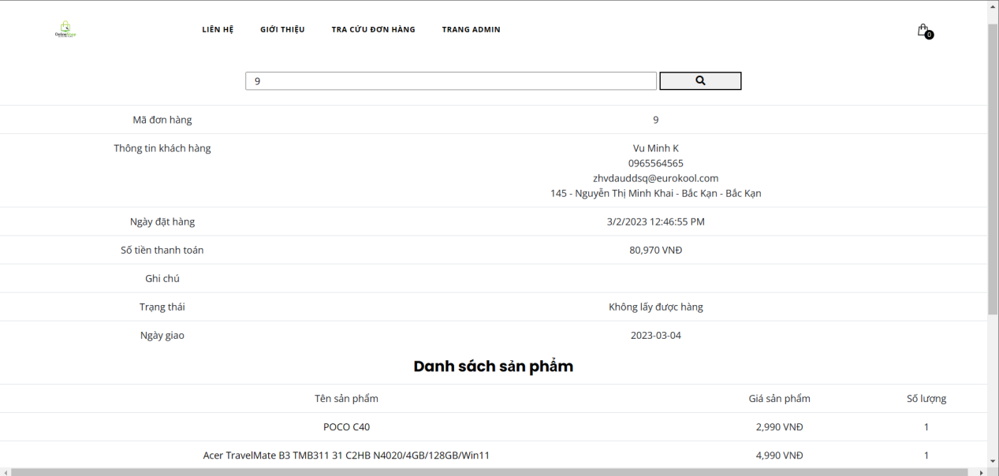 OnlineShop
LIÊN HỆ GIỚI THIỆU TRA CỨU ĐƠN HÀNG TRANG ADMIN
0
9
Mã đơn hàng 9
Thông tin khách hàng Vu Minh K
0965564565
zhvdauddsq@eurokool.com
145 - Nguyễn Thị Minh Khai - Bắc Kạn - Bắc Kạn
Ngày đặt hàng 3/2/2023 12:46:55 PM
Số tiền thanh toán 80,970 VNĐ
Ghi chú
Trạng thái Không lấy được hàng
Ngày giao 2023-03-04
Danh sách sản phẩm
Tên sản phẩm Giá sản phẩm Số lượng
POCO C40 2,990 VNĐ 1
Acer TravelMate B3 TMB311 31 C2HB N4020/4GB/128GB/Win11 4,990 VNĐ 1